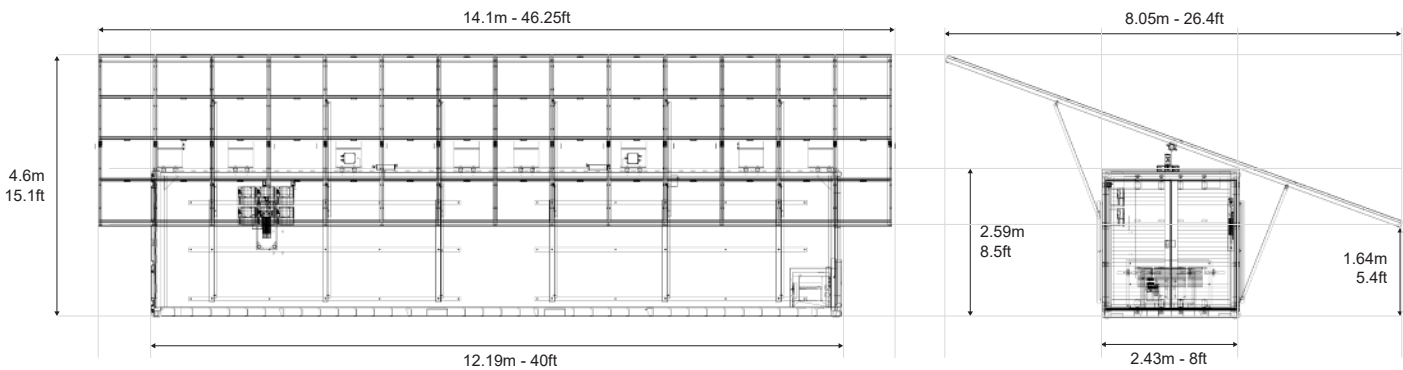 14.1m - 46.25ft
8.05m - 26.4ft
4.6m
15.1ft
2.59m
8.5ft
1.64m
5.4ft
12.19m - 40ft
2.43m - 8ft